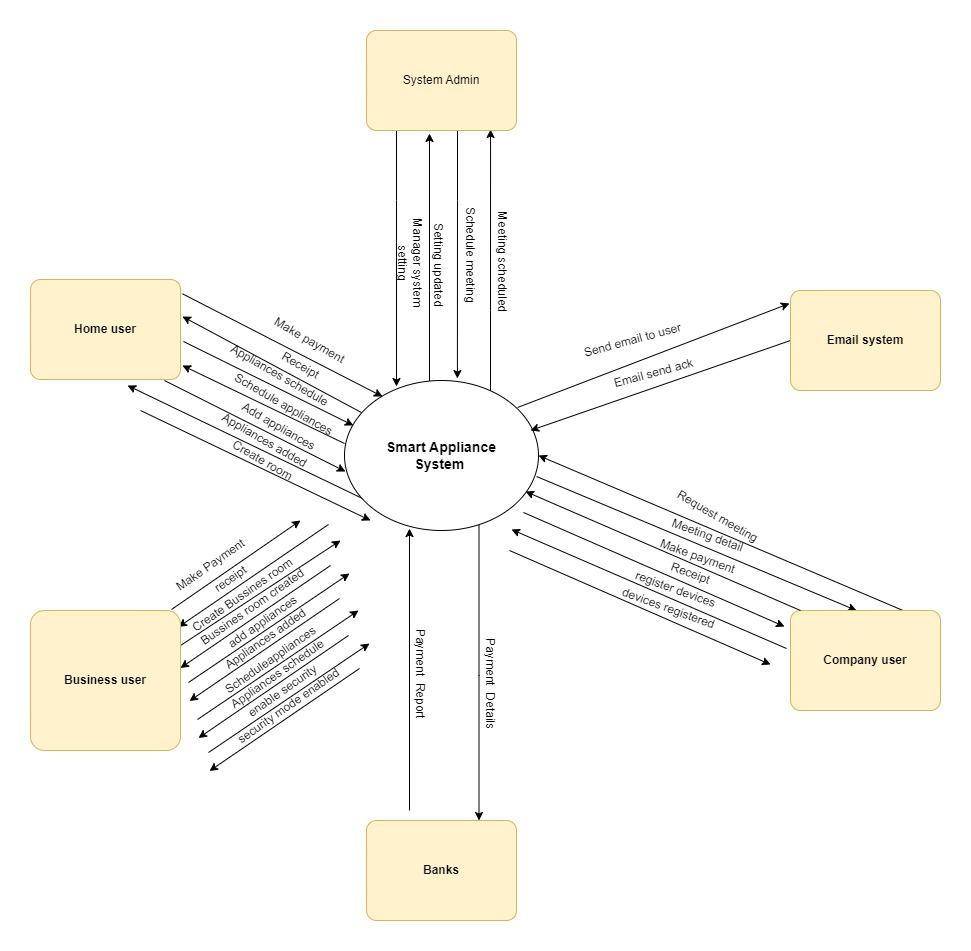 System Admin
Manager system
setting
Setting updated
Schedule meeting
Meeting scheduled
Home user
Make payment
Receipt
Appliances schedule
Schedule appliances
Add appliances
Appliances added
Create room
Send email to user
Email send ack
Email system
Smart Appliance
System
Request meeting
Meeting detail
Make payment
Receipt
register devices
devices registered
Company user
Make Payment
receipt
Create Bussines room
Bussines room created
add appliances
Appliances added
Scheduleappliances
Appliances schedule
enable security
security mode enabled
Business user
Payment Report
Payment Details
Banks